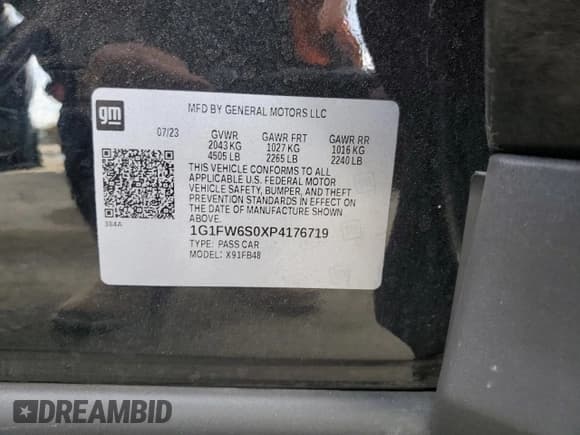 gm
MFD BY GENERAL MOTORS LLC
07/23 GVWR GAWR FRT GAWR RR
2043 KG 1027 KG 1016 KG
4505 LB 2265 LB 2240 LB
THIS VEHICLE CONFORMS TO ALL
APPLICABLE U.S. FEDERAL MOTOR
VEHICLE SAFETY, BUMPER, AND THEFT
PREVENTION STANDARDS IN EFFECT ON
THE DATE OF MANUFACTURE SHOWN
ABOVE.
384A
1G1FW6S0XP4176719
TYPE: PASS CAR
MODEL: X91FB48
DREAMBID